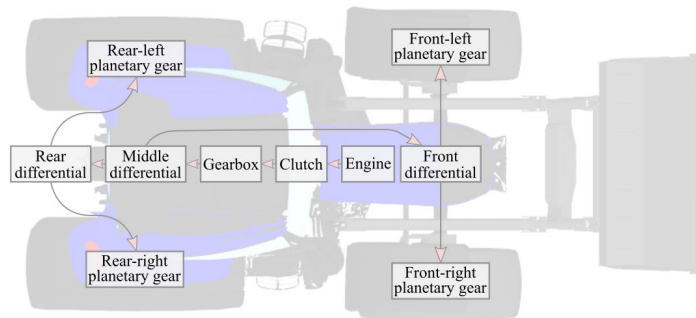 Rear-left
planetary gear
Front-left
planetary gear
Rear
differential
Middle
differential
Gearbox
Clutch
Engine
Front
differential
Rear-right
planetary gear
Front-right
planetary gear